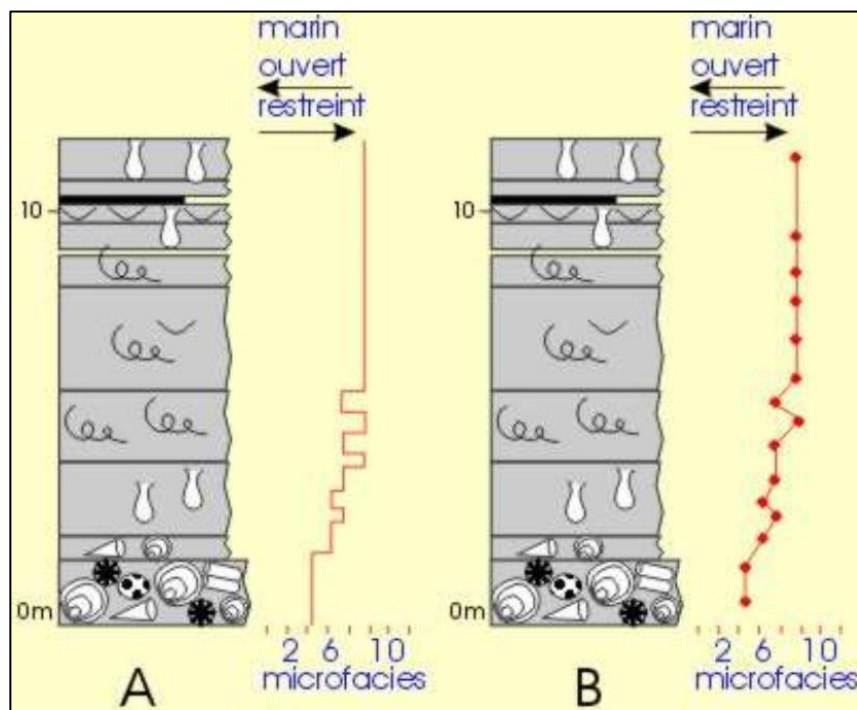 marin
ouvert
restreint
10
0m
2 6 10
microfacies
A
marin
ouvert
restreint
10
0m
2 6 10
microfacies
B